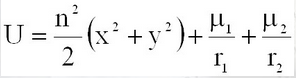 U = n²/2 (x² + y²) + μ₁/r₁ + μ₂/r₂